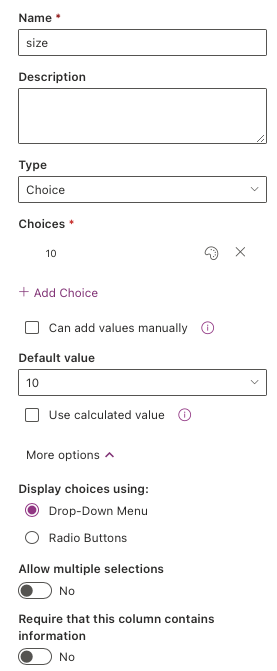 Name *
size
Description
Type
Choice
Choices *
10
+ Add Choice
Can add values manually
Default value
10
Use calculated value
More options
Display choices using:
Drop-Down Menu
Radio Buttons
Allow multiple selections
No
Require that this column contains
information
No